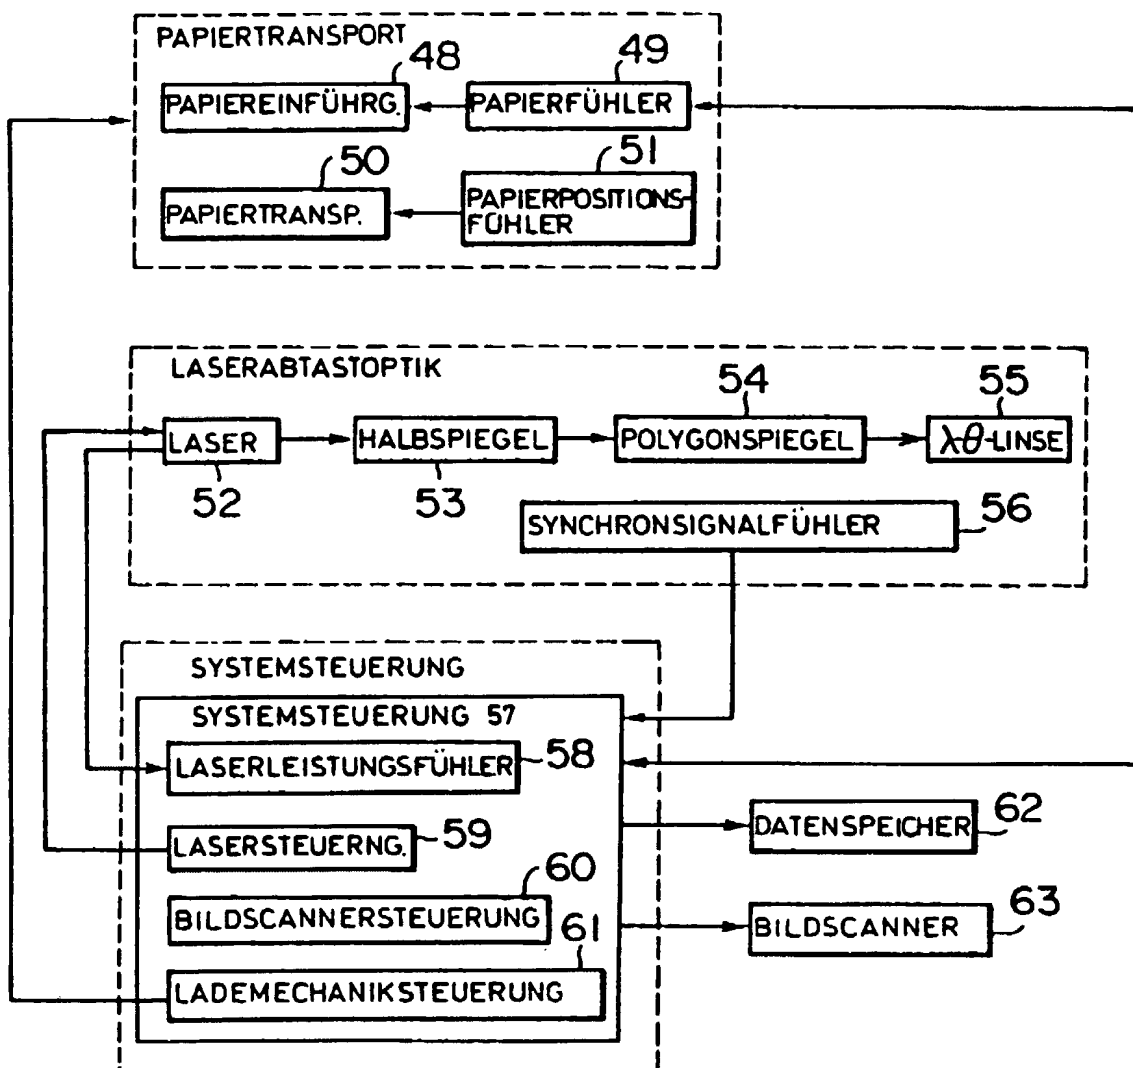 PAPIERTRANSPORT
48
49
PAPIEREINFÜHRG.
PAPIERFÜHLER
50
51
PAPIERTRANSP.
PAPIERPOSITIONS-
FÜHLER
LASERABTASTOPTIK
54
55
LASER
HALBSPIEGEL
POLYGONSPIEGEL
λθ-LINSE
52
53
SYNCHRONSIGNALFÜHLER
56
SYSTEMSTEUERUNG
SYSTEMSTEUERUNG 57
LASERLEISTUNGSFÜHLER
58
LASERSTEUERNG.
59
DATENSPEICHER
62
60
BILDSCANNERSTEUERUNG
BILDSCANNER
63
61
LADEMECHANIKSTEUERUNG